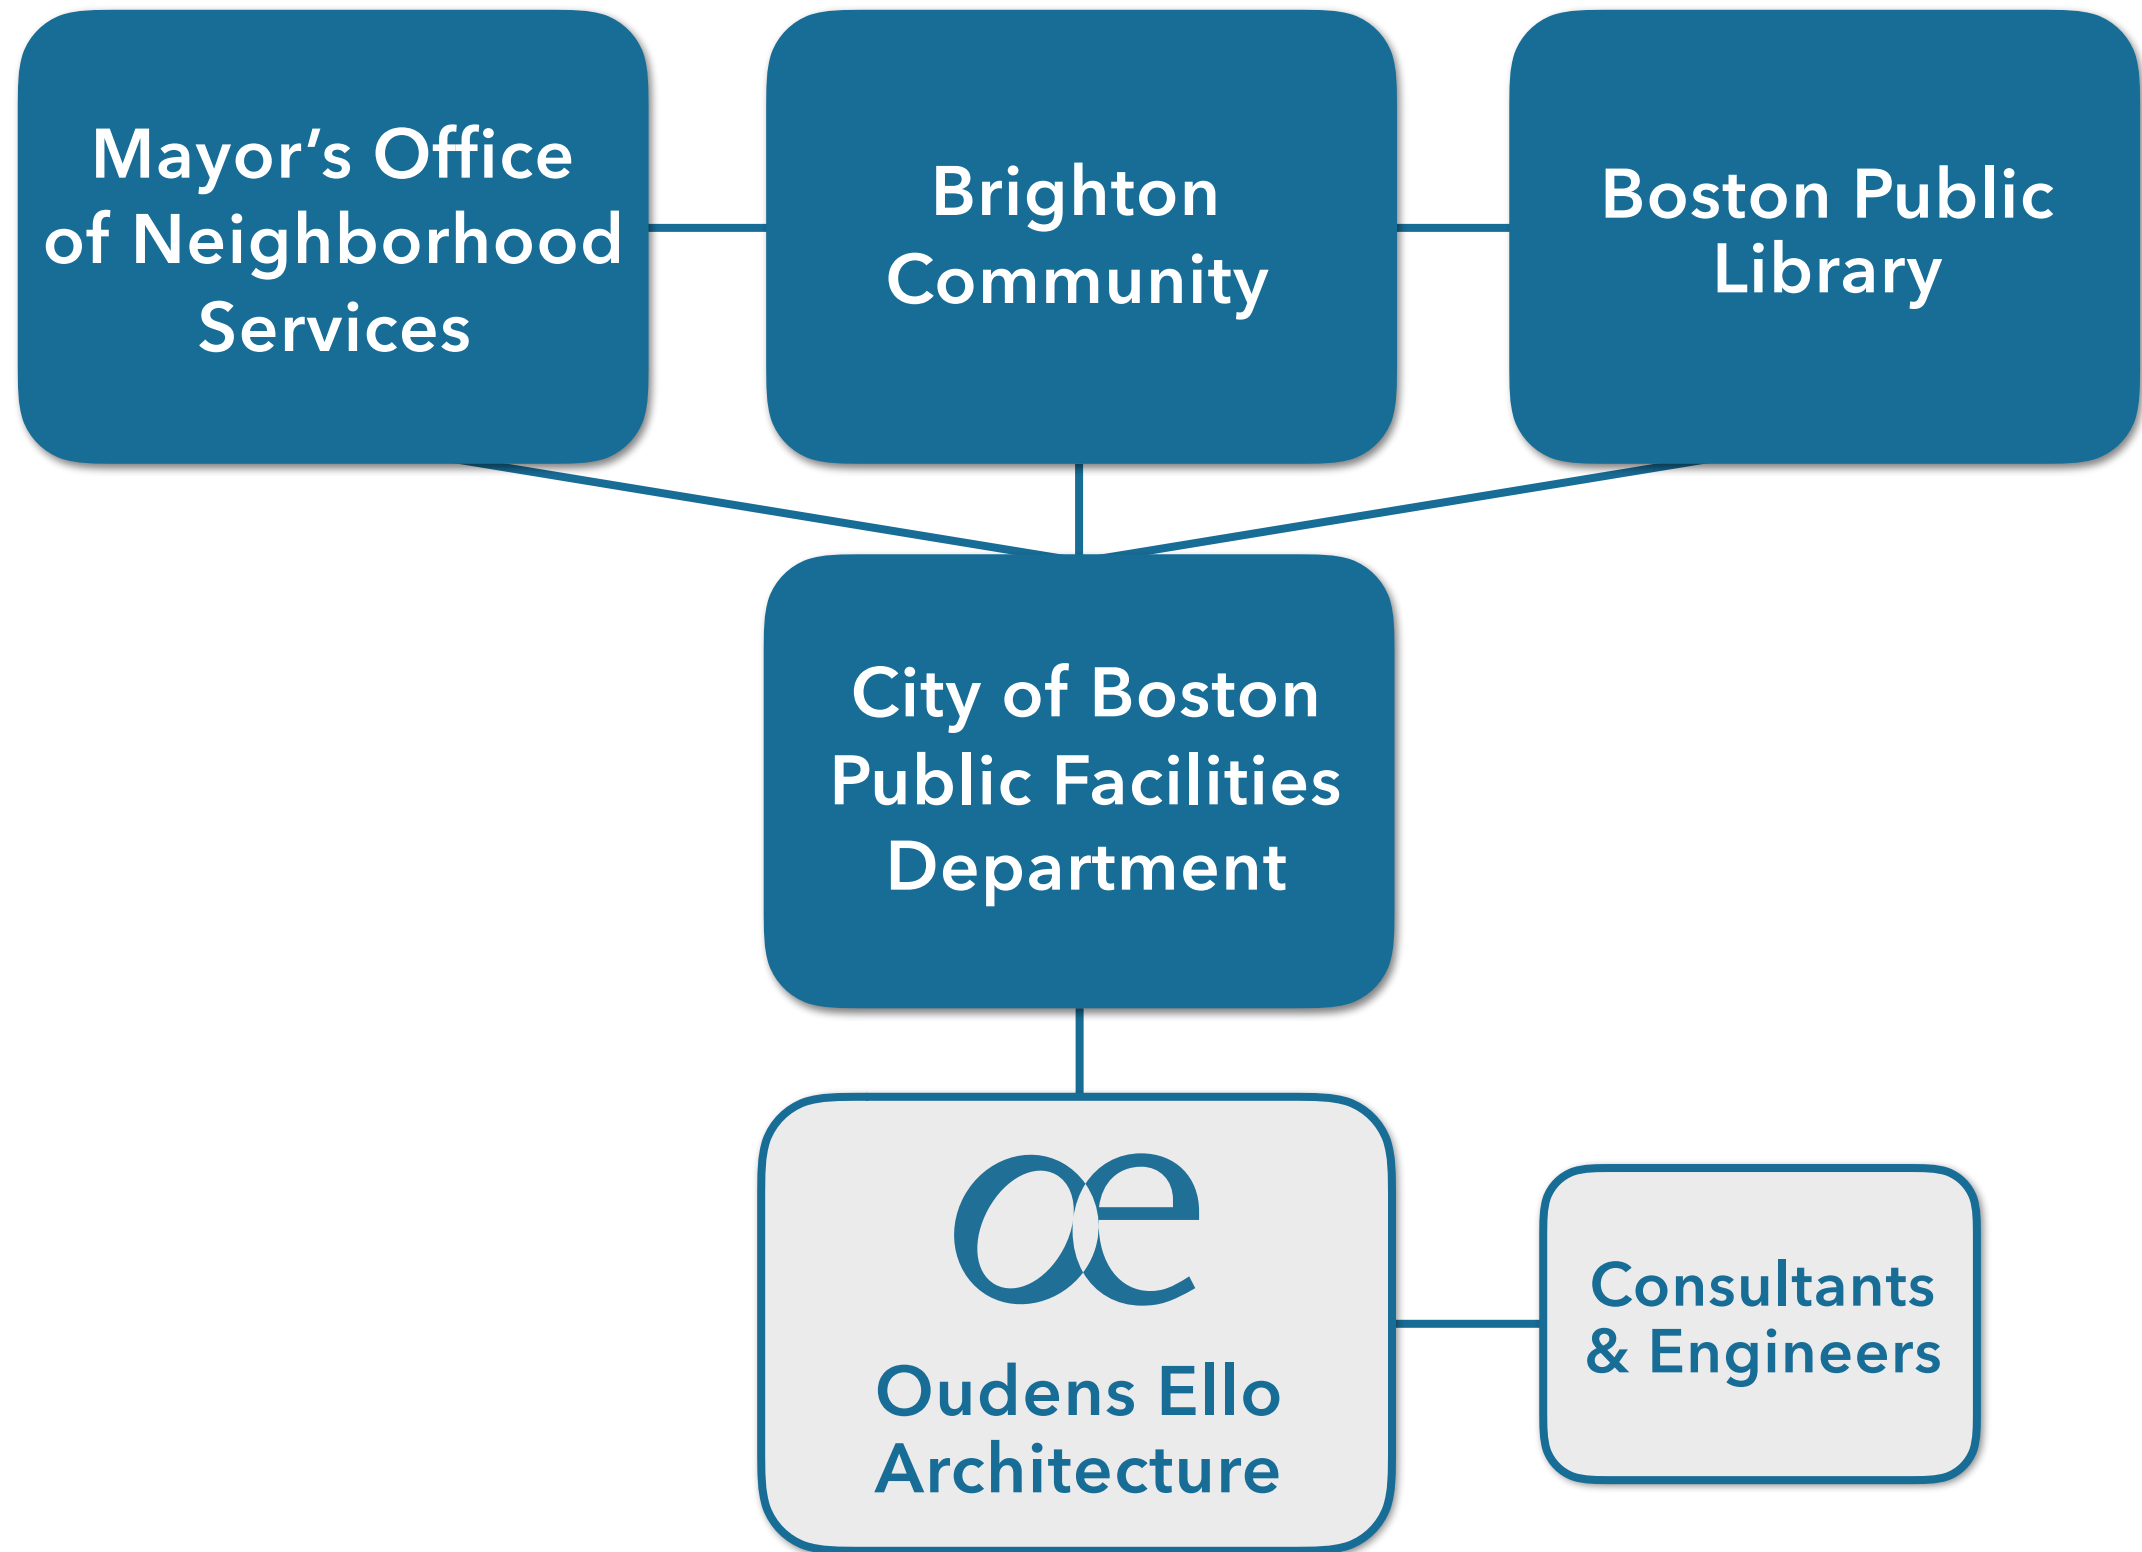 Mayor‘s Office
of Neighborhood
Services
Brighton
Community
Boston Public
Library
City of Boston
Public Facilities
Department
œ
Oudens Ello
Architecture
Consultants
& Engineers